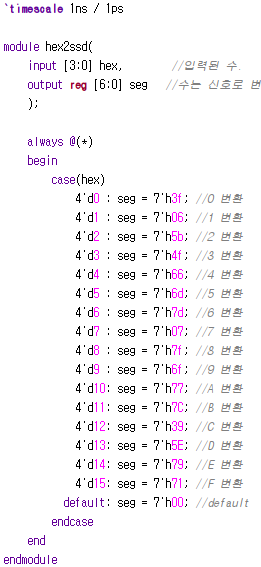 `timescale 1ns / 1ps
module hex2ssd(
input [3:0] hex, //입력된 수.
output reg [6:0] seg //수는 신호로 변
);
always @(*)
begin
case(hex)
4'd0 : seg = 7'h3f; //0 변환
4'd1 : seg = 7'h06; //1 변환
4'd2 : seg = 7'h5b; //2 변환
4'd3 : seg = 7'h4f; //3 변환
4'd4 : seg = 7'h66; //4 변환
4'd5 : seg = 7'h6d; //5 변환
4'd6 : seg = 7'h7d; //6 변환
4'd7 : seg = 7'h07; //7 변환
4'd8 : seg = 7'h7f; //8 변환
4'd9 : seg = 7'h6f; //9 변환
4'd10: seg = 7'h77; //A 변환
4'd11: seg = 7'h7C; //B 변환
4'd12: seg = 7'h39; //C 변환
4'd13: seg = 7'h5E; //D 변환
4'd14: seg = 7'h79; //E 변환
4'd15: seg = 7'h71; //F 변환
default: seg = 7'h00; //default
endcase
end
endmodule